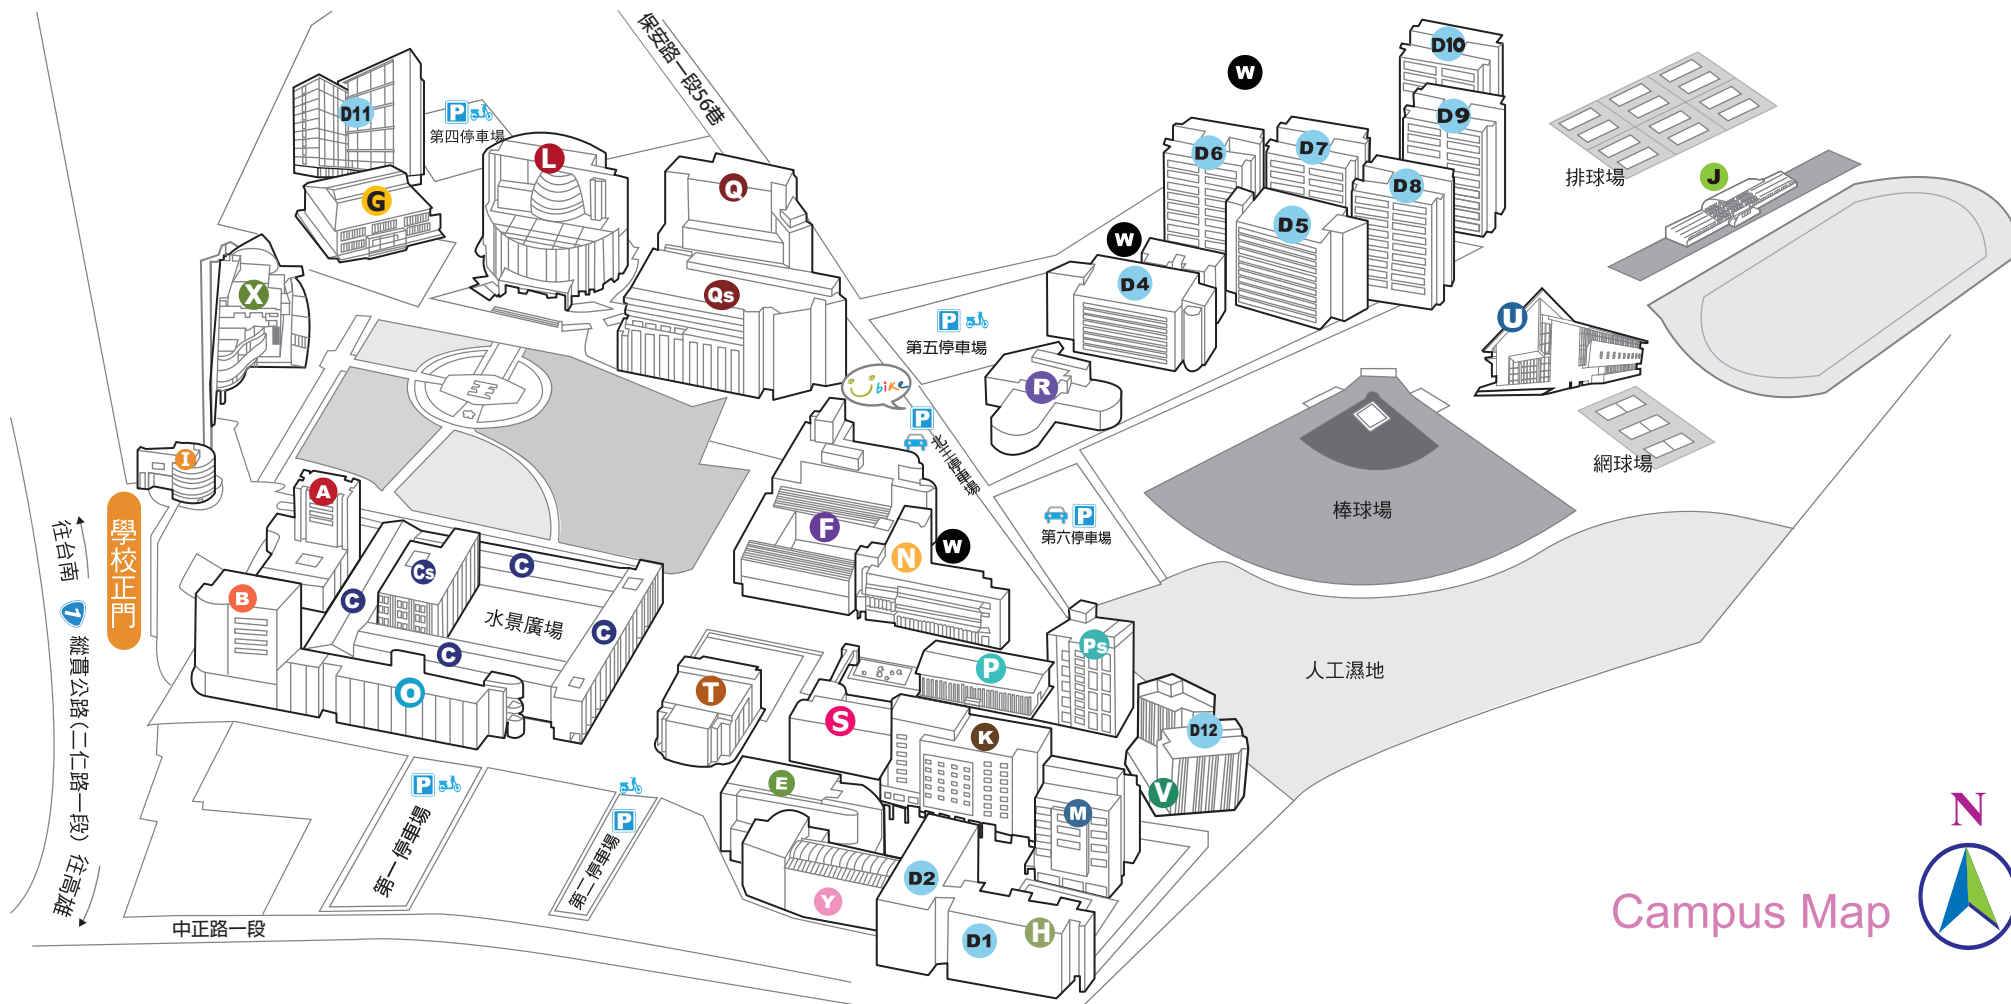 保安路一段56巷
W
D10
D11
P
第四停車場
D9
L
D6
D7
排球場
J
Q
D8
G
D5
W
D4
X
Qs
U
P
第五停車場
ubike
R
P
北三停車場
I
網球場
A
棒球場
學校正門
往台南
P
第六停車場
F
N
W
Cs
C
B
C
1
水景廣場
C
Ps
C
P
人工濕地
縱貫公路(二仁路一段)
O
T
S
K
D12
P
第一停車場
E
V
P
第二停車場
M
N
往高雄
D2
Y
Campus Map
中正路一段
D1
H